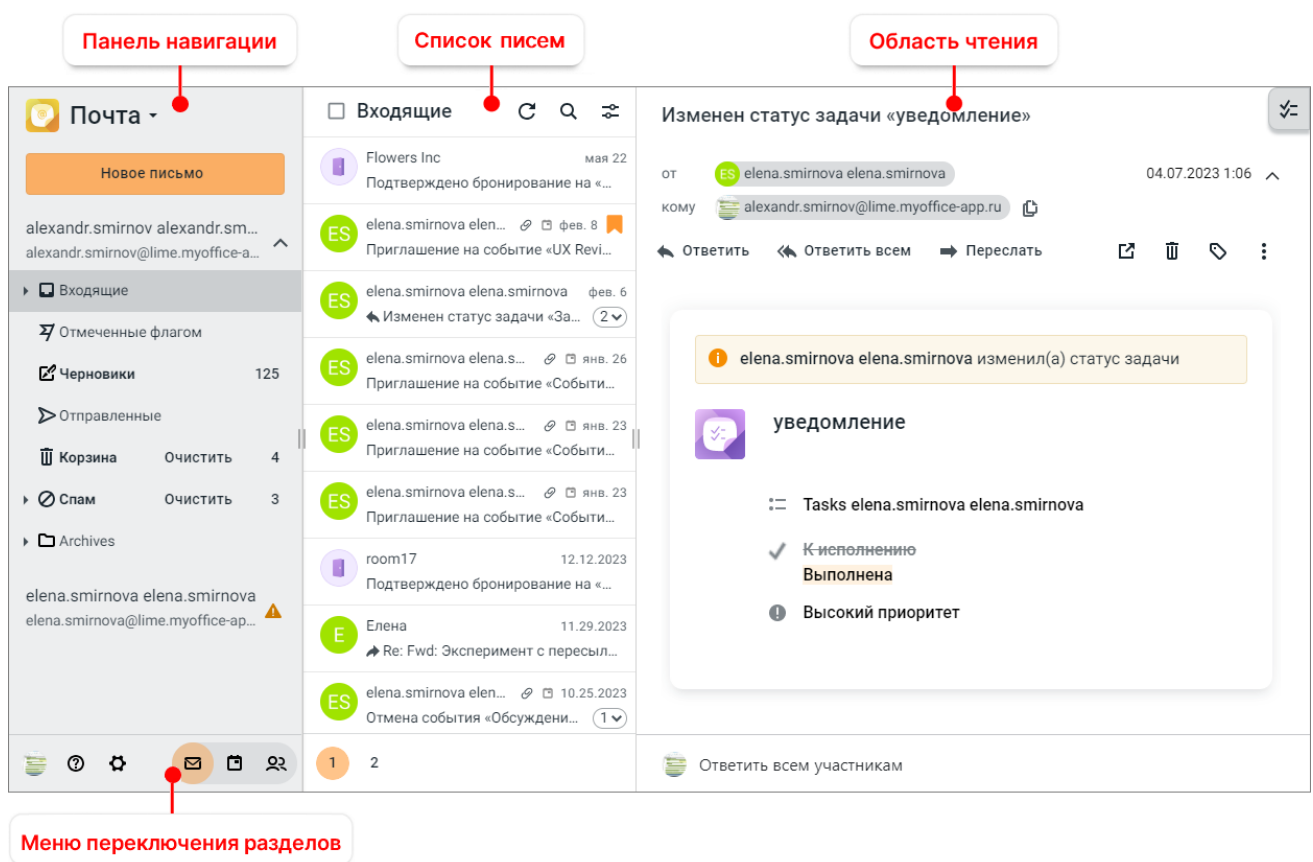 Панель навигации
Список писем
Область чтения
Почта
Новое письмо
alexandr.smirnov alexandr.sm...
alexandr.smirnov@lime.myoffice-a...
Входящие
Отмеченные флагом
Черновики 125
Отправленные
Корзина Очистить 4
Спам Очистить 3
Archives
elena.smirnova elena.smirnova
elena.smirnova@lime.myoffice-ap...
Входящие
Flowers Inc мая 22
Подтверждено бронирование на «...
ES elena.smirnova elen... фев. 8
Приглашение на событие «UX Revi...
ES elena.smirnova elena.smirnova фев. 6
Изменен статус задачи «За... 2
ES elena.smirnova elena.s... янв. 26
Приглашение на событие «Событи...
ES elena.smirnova elena.s... янв. 23
Приглашение на событие «Событи...
ES elena.smirnova elena.s... янв. 23
Приглашение на событие «Событи...
room17 12.12.2023
Подтверждено бронирование на «...
E Елена 11.29.2023
Re: Fwd: Эксперимент с пересыл...
ES elena.smirnova elen... 10.25.2023
Отмена события «Обсуждени... 1
1 2
Изменен статус задачи «уведомление»
от ES elena.smirnova elena.smirnova 04.07.2023 1:06
кому alexandr.smirnov@lime.myoffice-app.ru
Ответить Ответить всем Переслать
elena.smirnova elena.smirnova изменил(а) статус задачи
уведомление
Tasks elena.smirnova elena.smirnova
К исполнению
Выполнена
Высокий приоритет
Ответить всем участникам
Меню переключения разделов